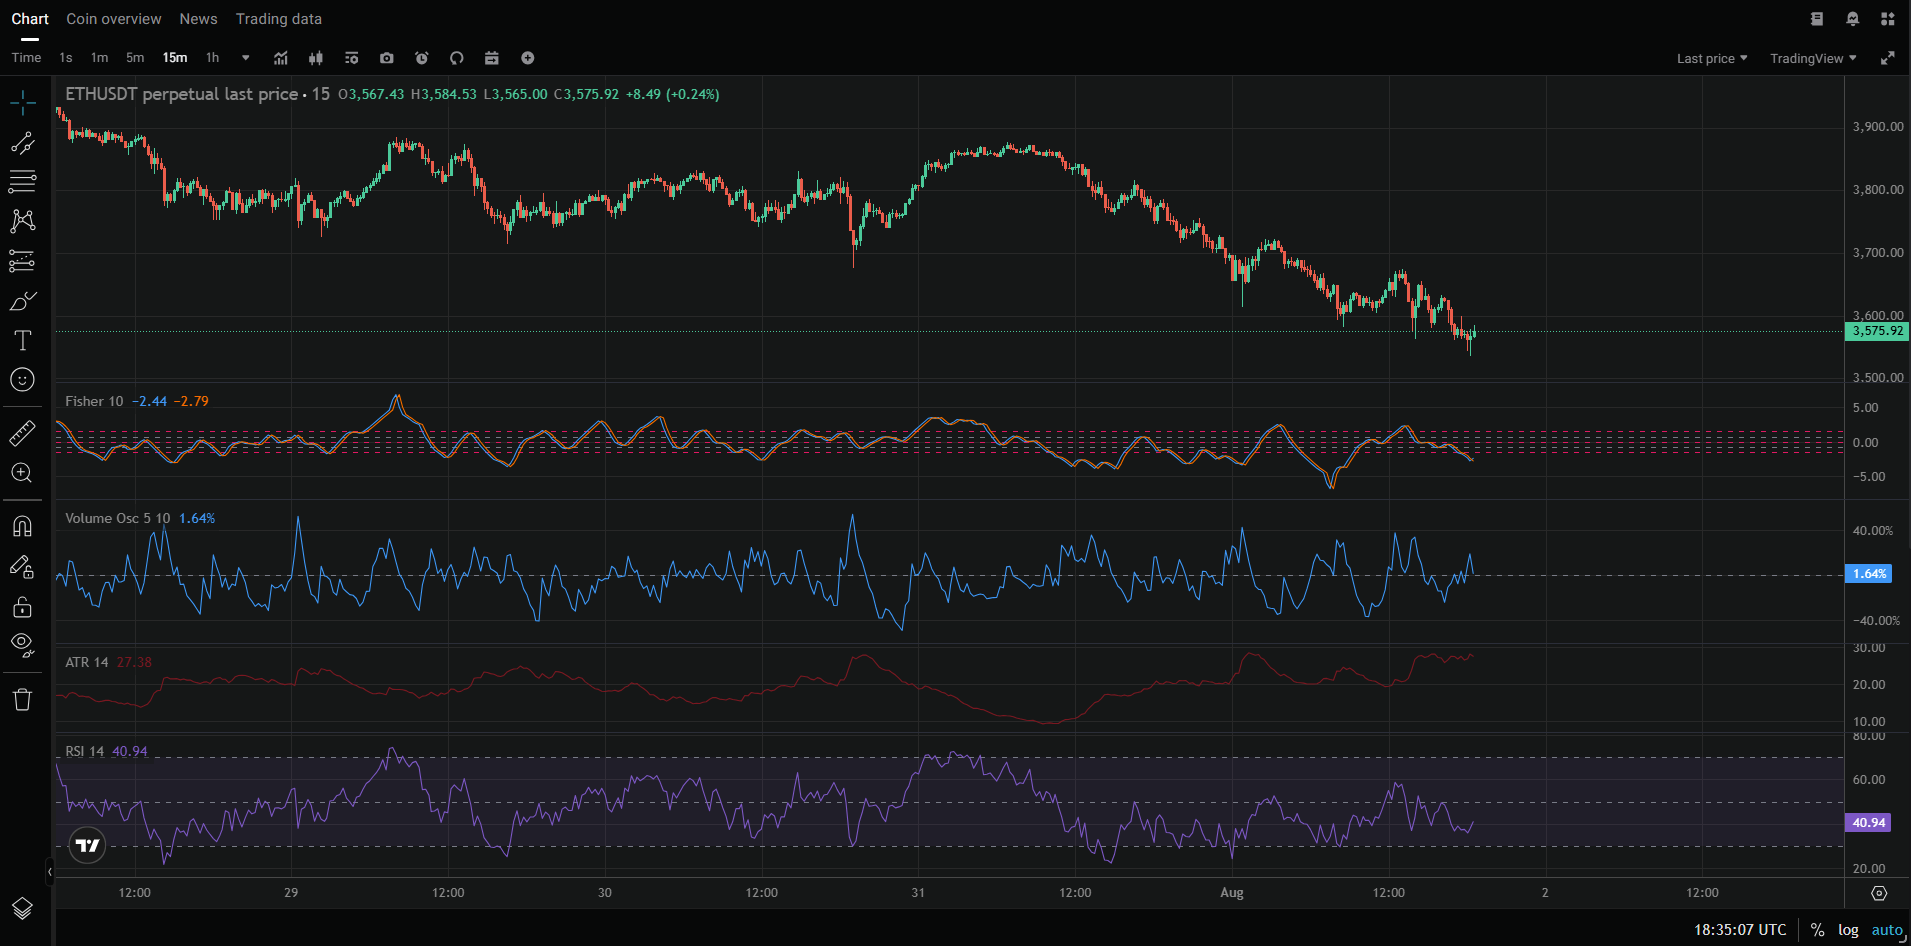 Chart Coin overview News Trading data
Time 1s 1m 5m 15m 1h Last price TradingView
ETHUSDT perpetual last price · 15 O3,567.43 H3,584.53 L3,565.00 C3,575.92 +8.49 (+0.24%)
3,900.00
3,800.00
3,700.00
3,600.00
3,575.92
3,500.00
Fisher 10 −2.44 −2.79
5.00
0.00
−5.00
Volume Osc 5 10 1.64%
40.00%
1.64%
−40.00%
30.00
ATR 14 27.38
20.00
10.00
80.00
RSI 14 40.94
60.00
40.94
20.00
12:00 29 12:00 30 12:00 31 12:00 Aug 12:00 2 12:00
18:35:07 UTC % log auto